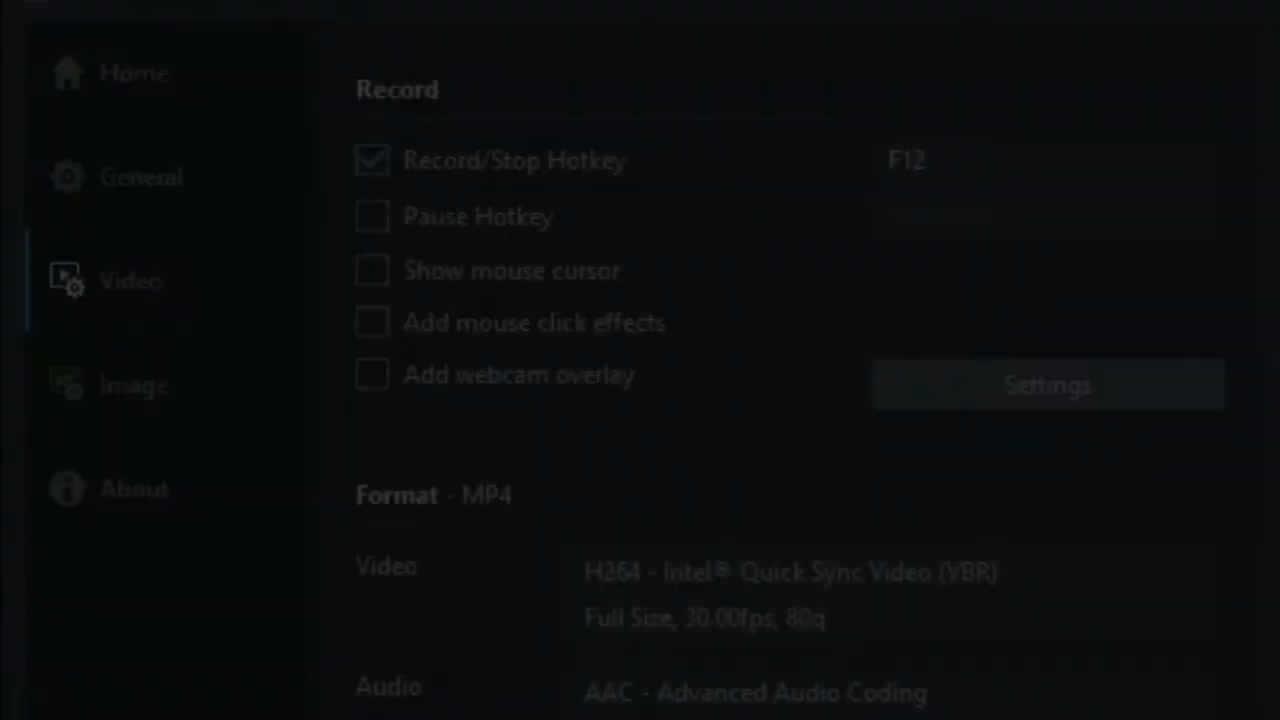 Home
General
Video
Image
About
Record
Record/Stop Hotkey
F12
Pause Hotkey
Show mouse cursor
Add mouse click effects
Add webcam overlay
Settings
Format - MP4
Video
H264 - Intel® Quick Sync Video (VBR)
Full Size, 30.00fps, 80q
Audio
AAC - Advanced Audio Coding